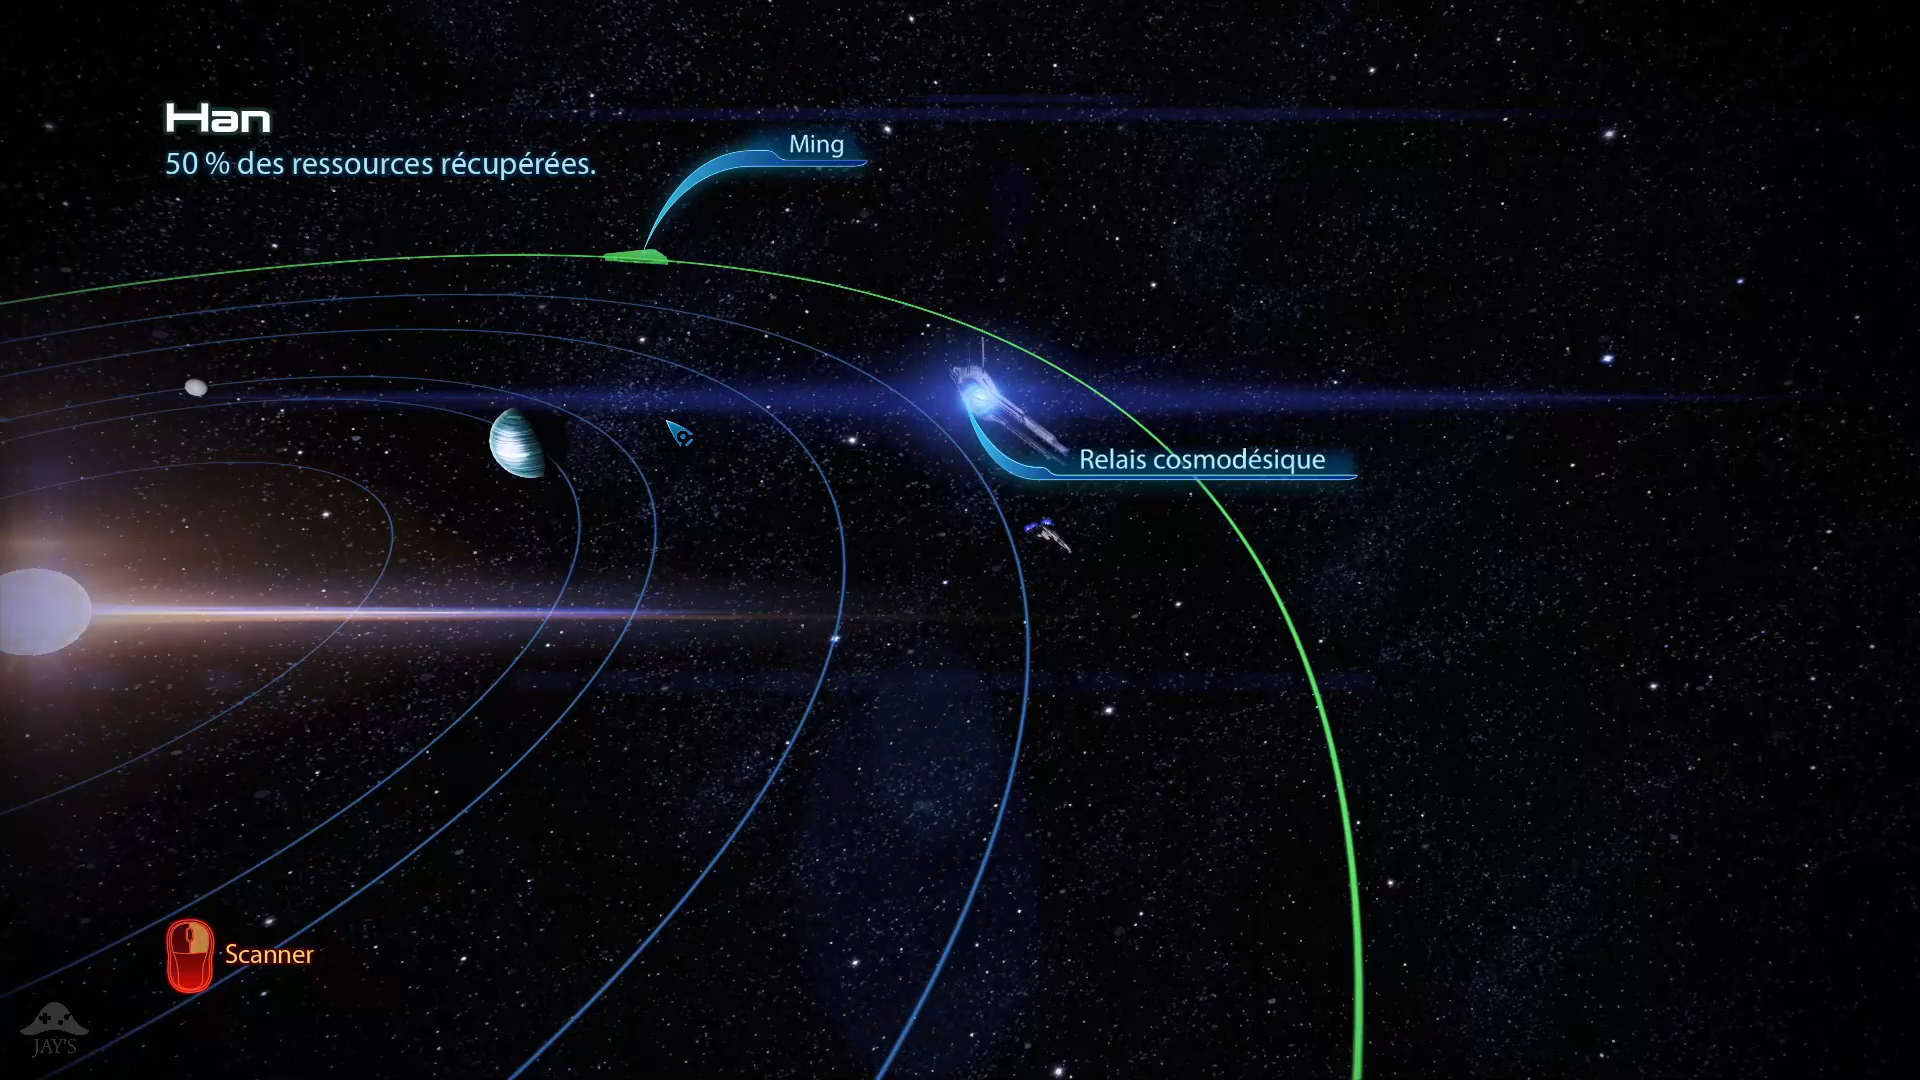 Han
50 % des ressources récupérées.
Ming
Relais cosmodésique
Scanner
JAY'S